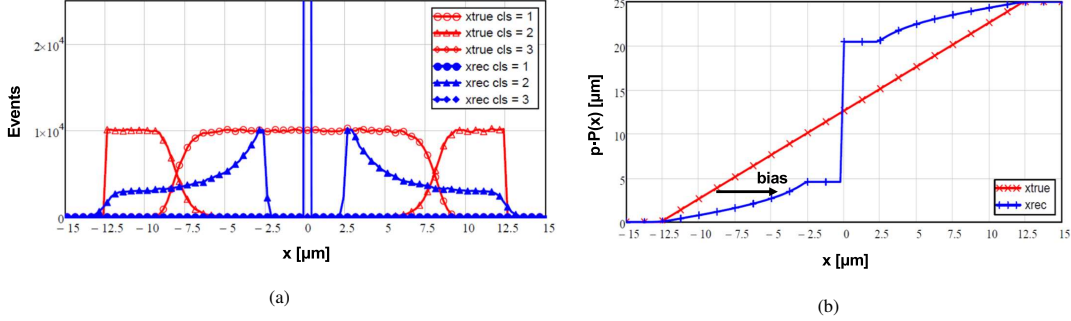 xtrue cls = 1
xtrue cls = 2
xtrue cls = 3
xrec cls = 1
xrec cls = 2
xrec cls = 3
Events
2×10⁴
1×10⁴
0
−15 −12.5 −10 −7.5 −5 −2.5 0 2.5 5 7.5 10 12.5 15
x [µm]
(a)
p·P(x) [µm]
25
20
15
10
5
0
bias
xtrue
xrec
−15 −12.5 −10 −7.5 −5 −2.5 0 2.5 5 7.5 10 12.5 15
x [µm]
(b)